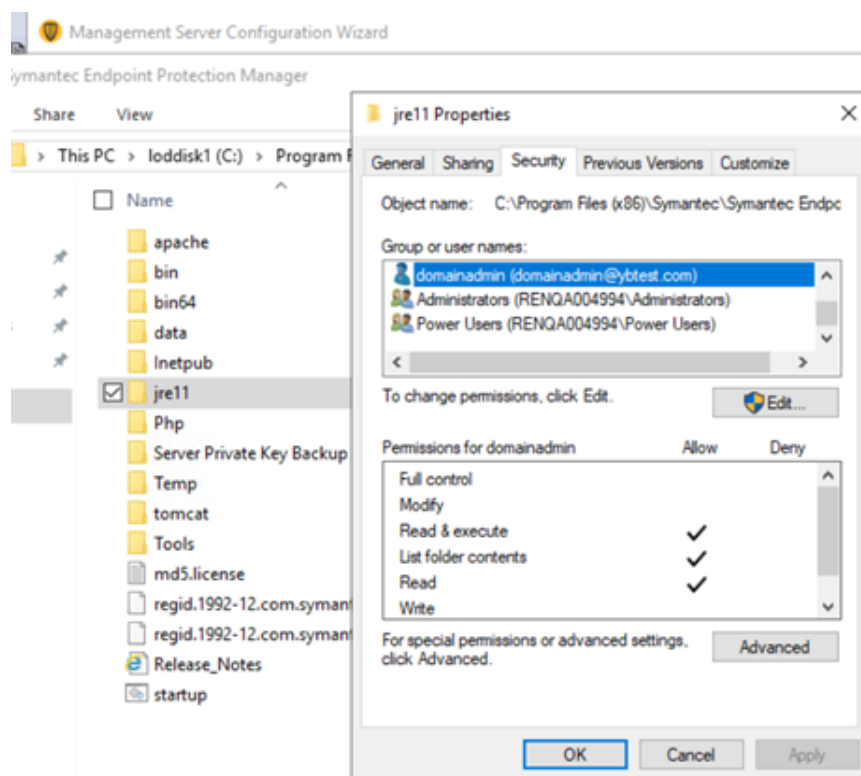 Management Server Configuration Wizard
Symantec Endpoint Protection Manager
Share View
This PC > loddisk1 (C:) > Program F
Name
apache
bin
bin64
data
Inetpub
jre11
Php
Server Private Key Backup
Temp
tomcat
Tools
md5.license
regid.1992-12.com.symant
regid.1992-12.com.symant
Release_Notes
startup
jre11 Properties
General Sharing Security Previous Versions Customize
Object name: C:\Program Files (x86)\Symantec\Symantec Endpc
Group or user names:
domainadmin (domainadmin@ybtest.com)
Administrators (RENQA004994\Administrators)
Power Users (RENQA004994\Power Users)
To change permissions, click Edit.
Edit...
Permissions for domainadmin Allow Deny
Full control
Modify
Read & execute
List folder contents
Read
Write
For special permissions or advanced settings,
click Advanced.
Advanced
OK Cancel Apply